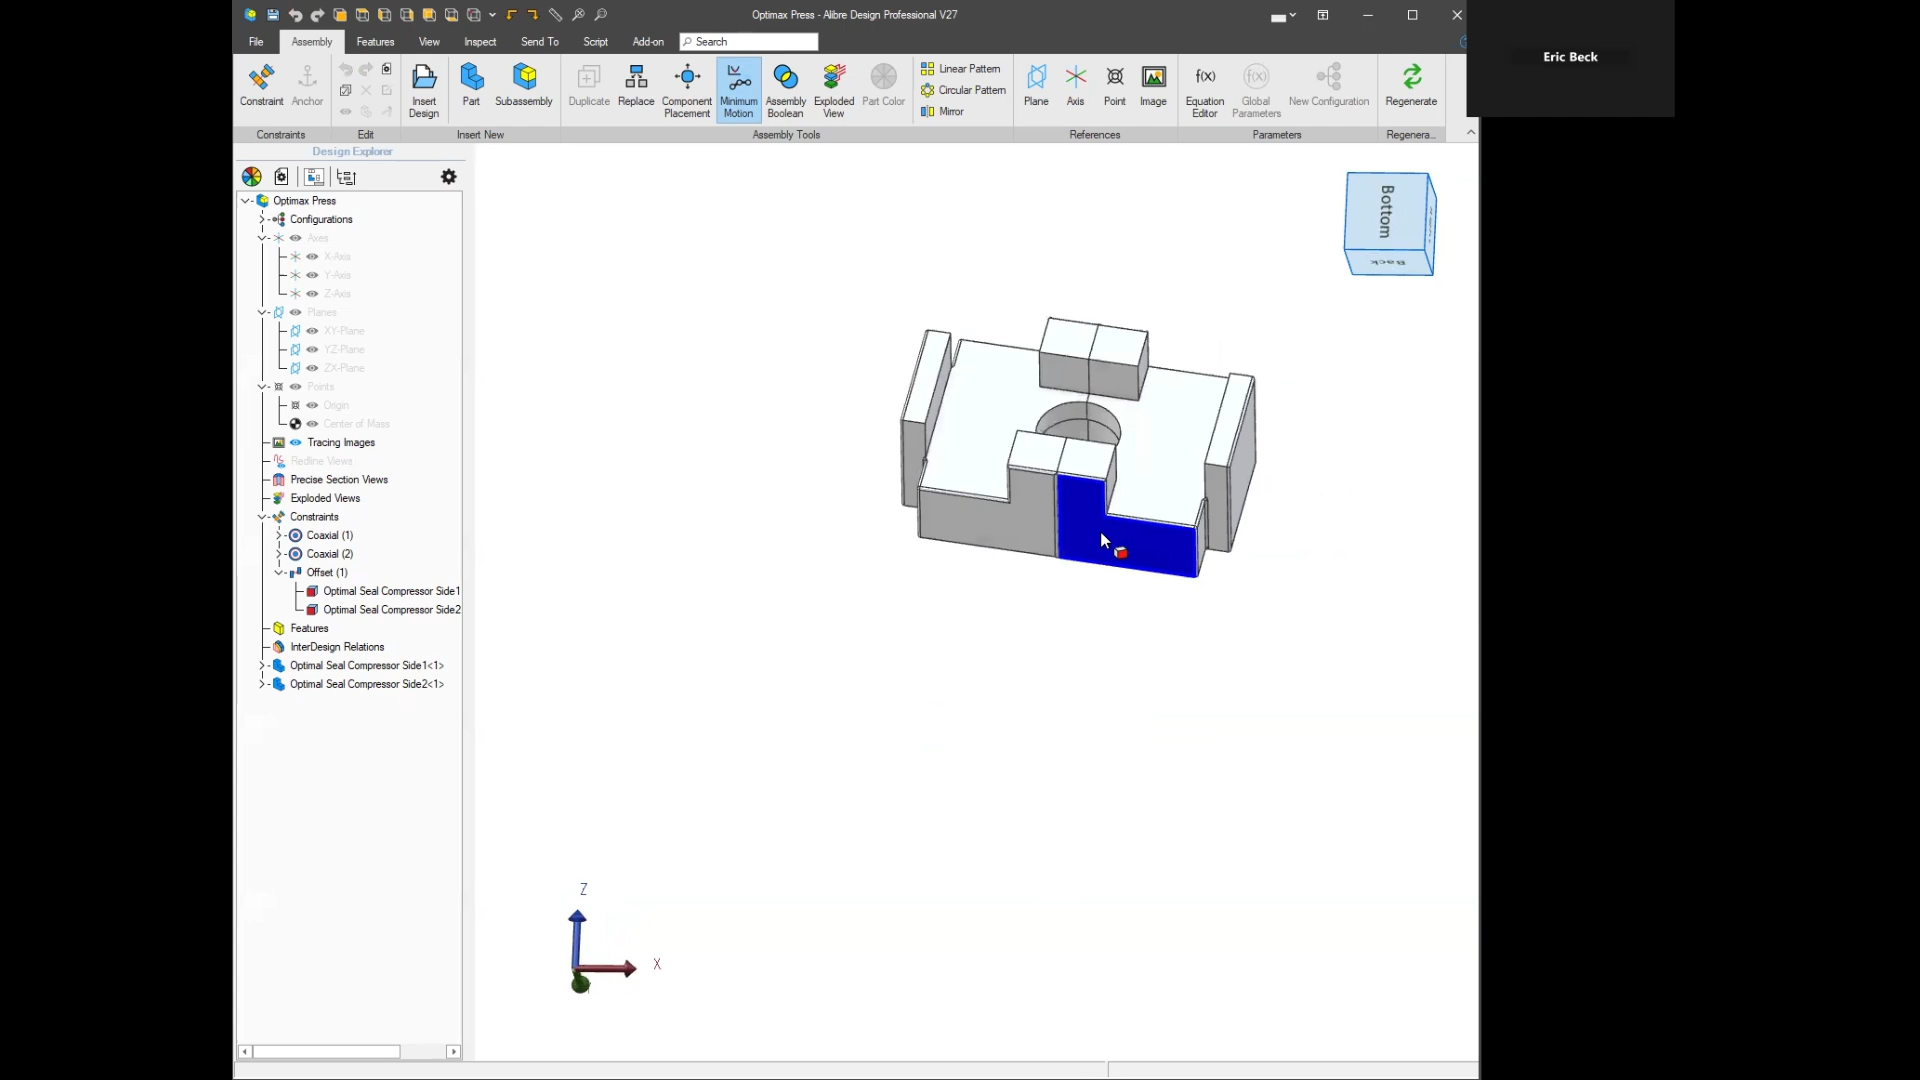 Optimax Press - Alibre Design Professional V27
Eric Beck
File Assembly Features View Inspect Send To Script Add-on Search
Constraint Anchor
Insert Design
Part Subassembly
Duplicate Replace Component Placement Minimum Motion Assembly Boolean Exploded View Part Color
Linear Pattern
Circular Pattern
Mirror
Plane Axis Point Image
f(x) Equation Editor
f(x) Global Parameters
New Configuration
Regenerate
Constraints Edit Insert New Assembly Tools References Parameters Regenera...
Design Explorer
Optimax Press
Configurations
Axes
X-Axis
Y-Axis
Z-Axis
Planes
XY-Plane
YZ-Plane
ZX-Plane
Points
Origin
Center of Mass
Tracing Images
Redline Views
Precise Section Views
Exploded Views
Constraints
Coaxial (1)
Coaxial (2)
Offset (1)
Optimal Seal Compressor Side1
Optimal Seal Compressor Side2
Features
InterDesign Relations
Optimal Seal Compressor Side1<1>
Optimal Seal Compressor Side2<1>
Bottom
Back
Z
X